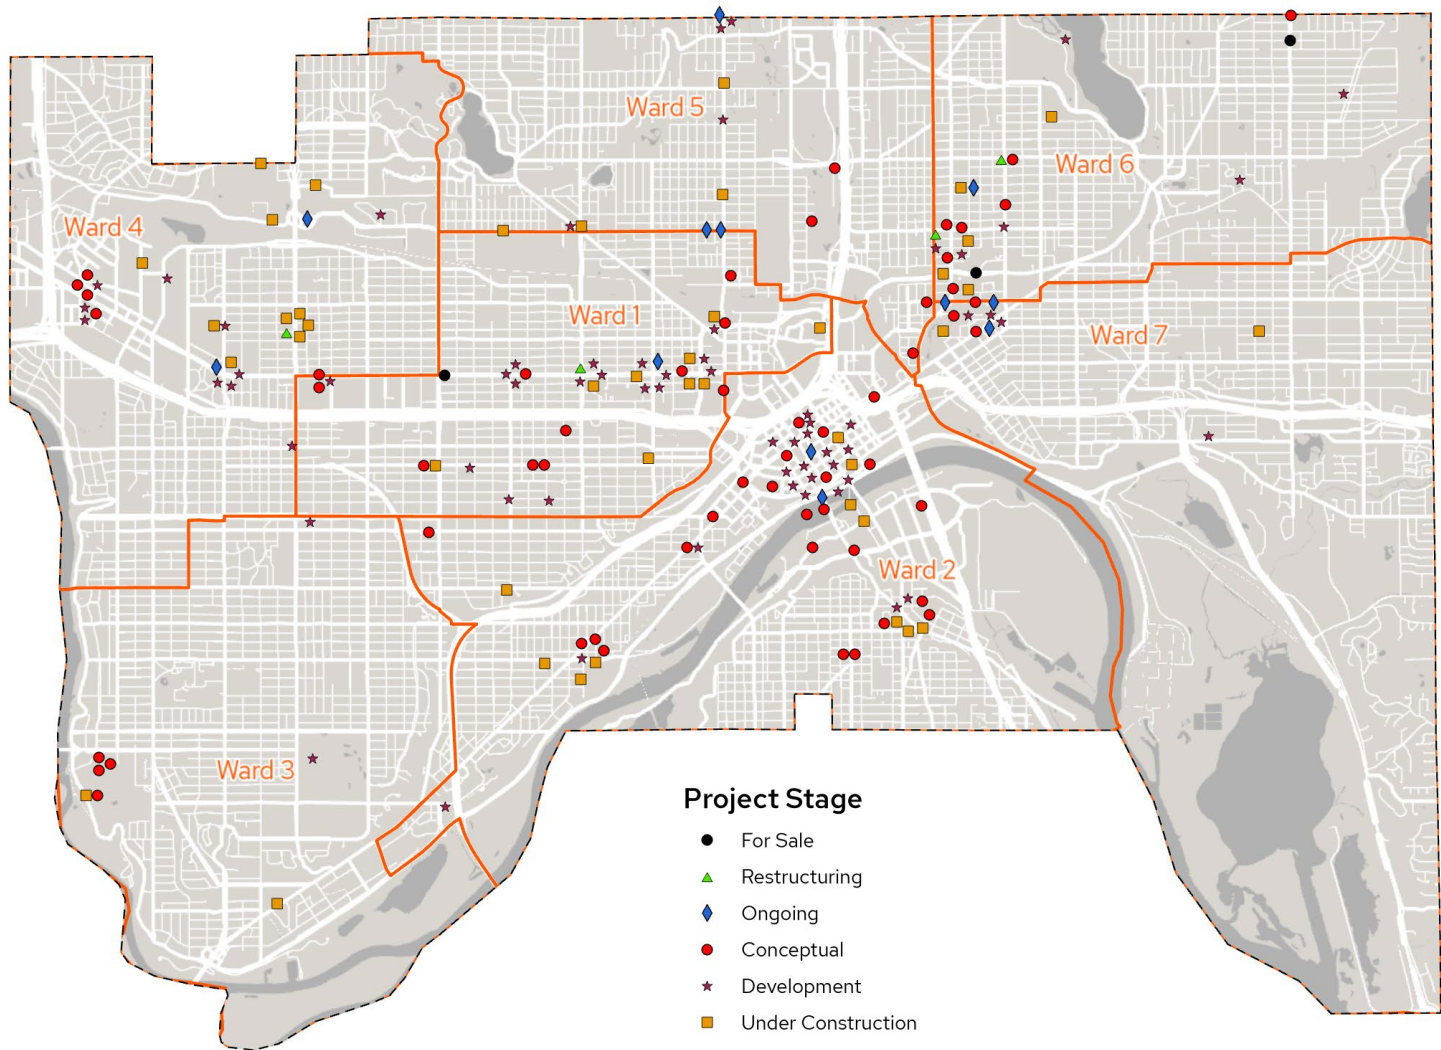 Ward 5
Ward 6
Ward 4
Ward 1
Ward 7
Ward 2
Ward 3
Project Stage
For Sale
Restructuring
Ongoing
Conceptual
Development
Under Construction